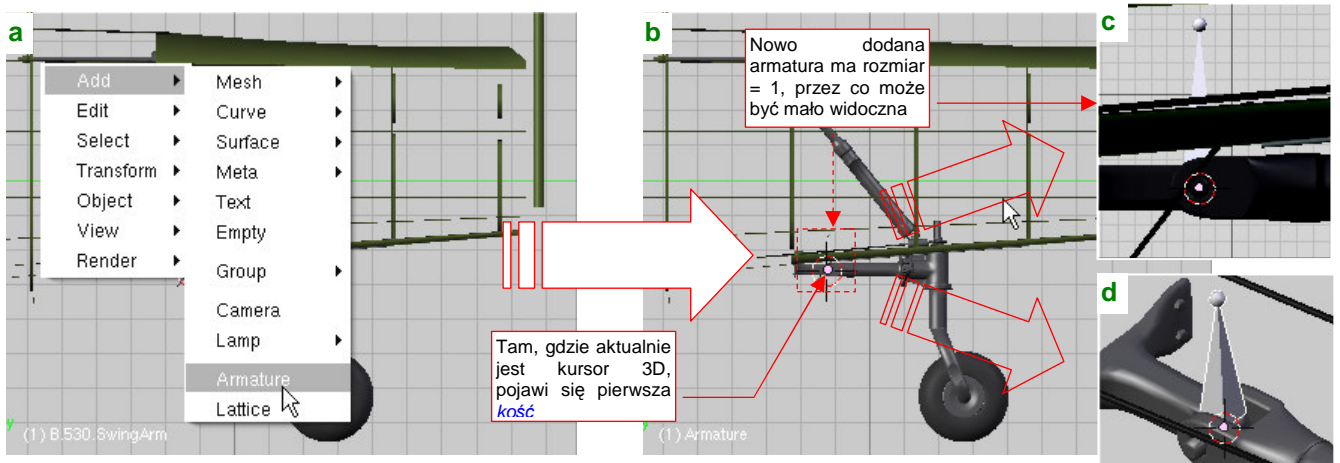 a
Add
Edit
Select
Transform
Object
View
Render
Mesh
Curve
Surface
Meta
Text
Empty
Group
Camera
Lamp
Armature
Lattice
y
(1) B.530.SwingArm
Tam, gdzie aktualnie
jest kursor 3D,
pojawi się pierwsza
kość
b
Nowo dodana
armatura ma rozmiar
= 1, przez co może
być mało widoczna
y
(1) Armature
c
d